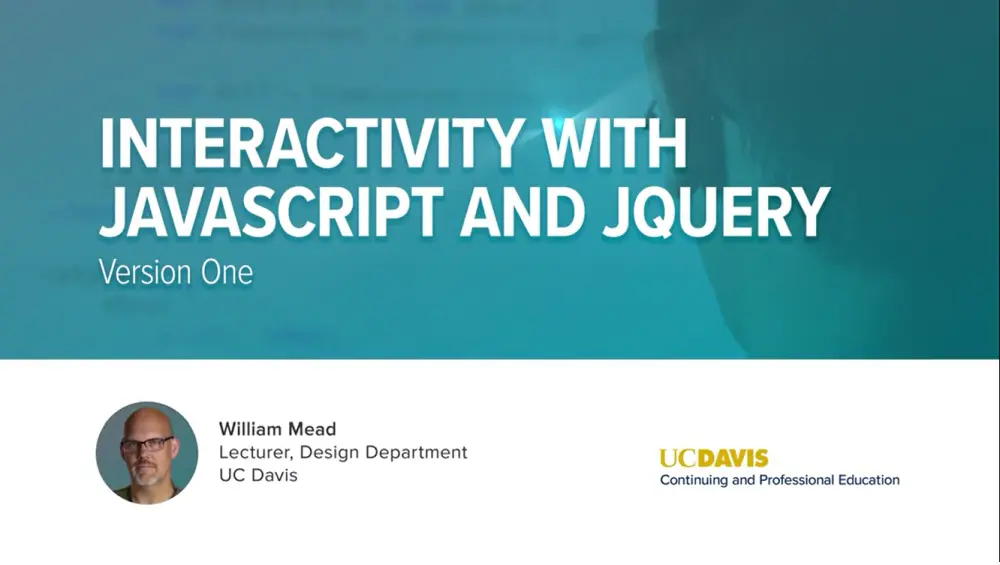 INTERACTIVITY WITH
JAVASCRIPT AND JQUERY
Version One
William Mead
Lecturer, Design Department
UC Davis
UCDAVIS
Continuing and Professional Education